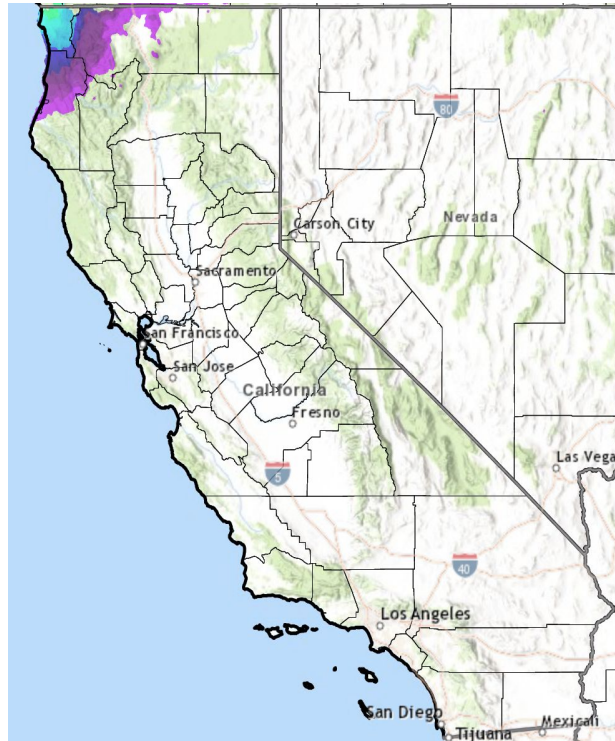 80
Carson City
Nevada
Sacramento
San Francisco
San Jose
California
Fresno
Las Vega
5
40
Los Angeles
San Diego
Tijuana
Mexicali